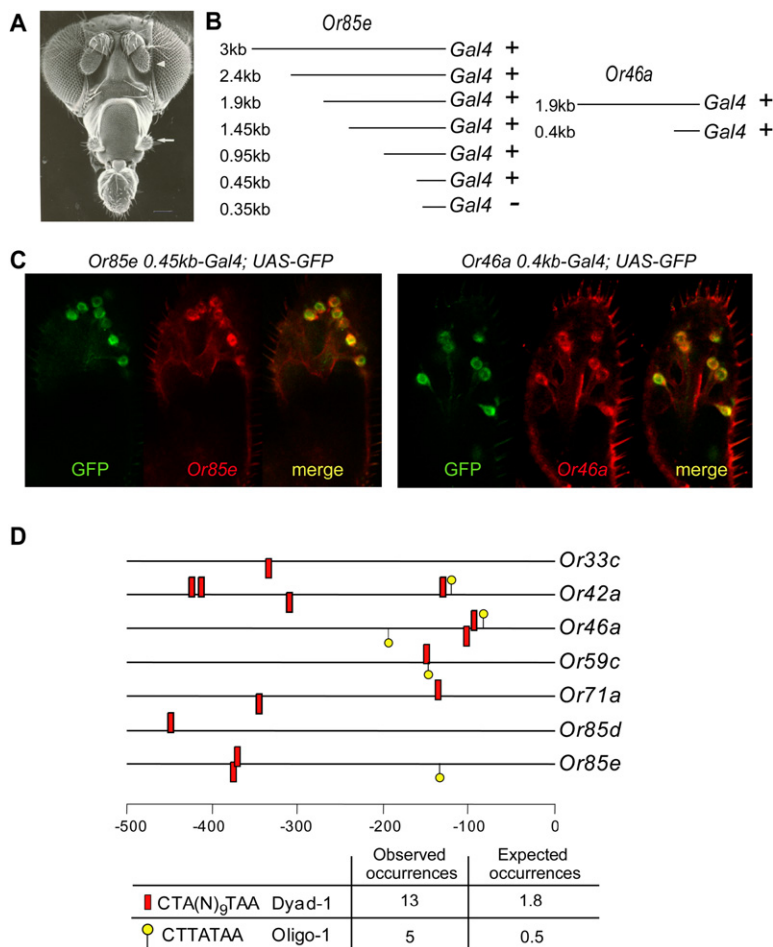 A
B
Or85e
3kb Gal4 +
2.4kb Gal4 +
1.9kb Gal4 +
1.45kb Gal4 +
0.95kb Gal4 +
0.45kb Gal4 +
0.35kb Gal4 -
Or46a
1.9kb Gal4 +
0.4kb Gal4 +
C
Or85e 0.45kb-Gal4; UAS-GFP
GFP Or85e merge
Or46a 0.4kb-Gal4; UAS-GFP
GFP Or46a merge
D
Or33c
Or42a
Or46a
Or59c
Or71a
Or85d
Or85e
-500 -400 -300 -200 -100 0
Observed occurrences
Expected occurrences
CTA(N)9TAA Dyad-1 13 1.8
CTTATAA Oligo-1 5 0.5